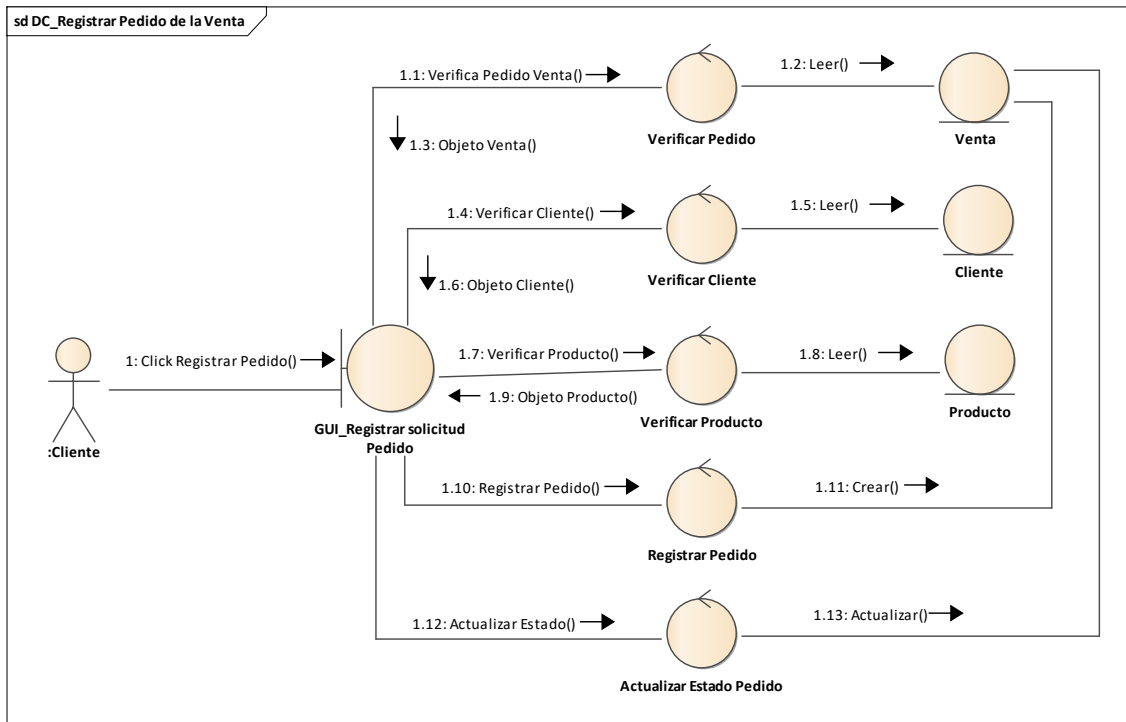 sd DC_Registrar Pedido de la Venta
1.1: Verifica Pedido Venta()
1.2: Leer()
Verificar Pedido
Venta
1.3: Objeto Venta()
1.4: Verificar Cliente()
1.5: Leer()
Verificar Cliente
Cliente
1.6: Objeto Cliente()
1: Click Registrar Pedido()
1.7: Verificar Producto()
1.8: Leer()
1.9: Objeto Producto()
Verificar Producto
Producto
GUI_Registrar solicitud
Pedido
:Cliente
1.10: Registrar Pedido()
1.11: Crear()
Registrar Pedido
1.12: Actualizar Estado()
1.13: Actualizar()
Actualizar Estado Pedido